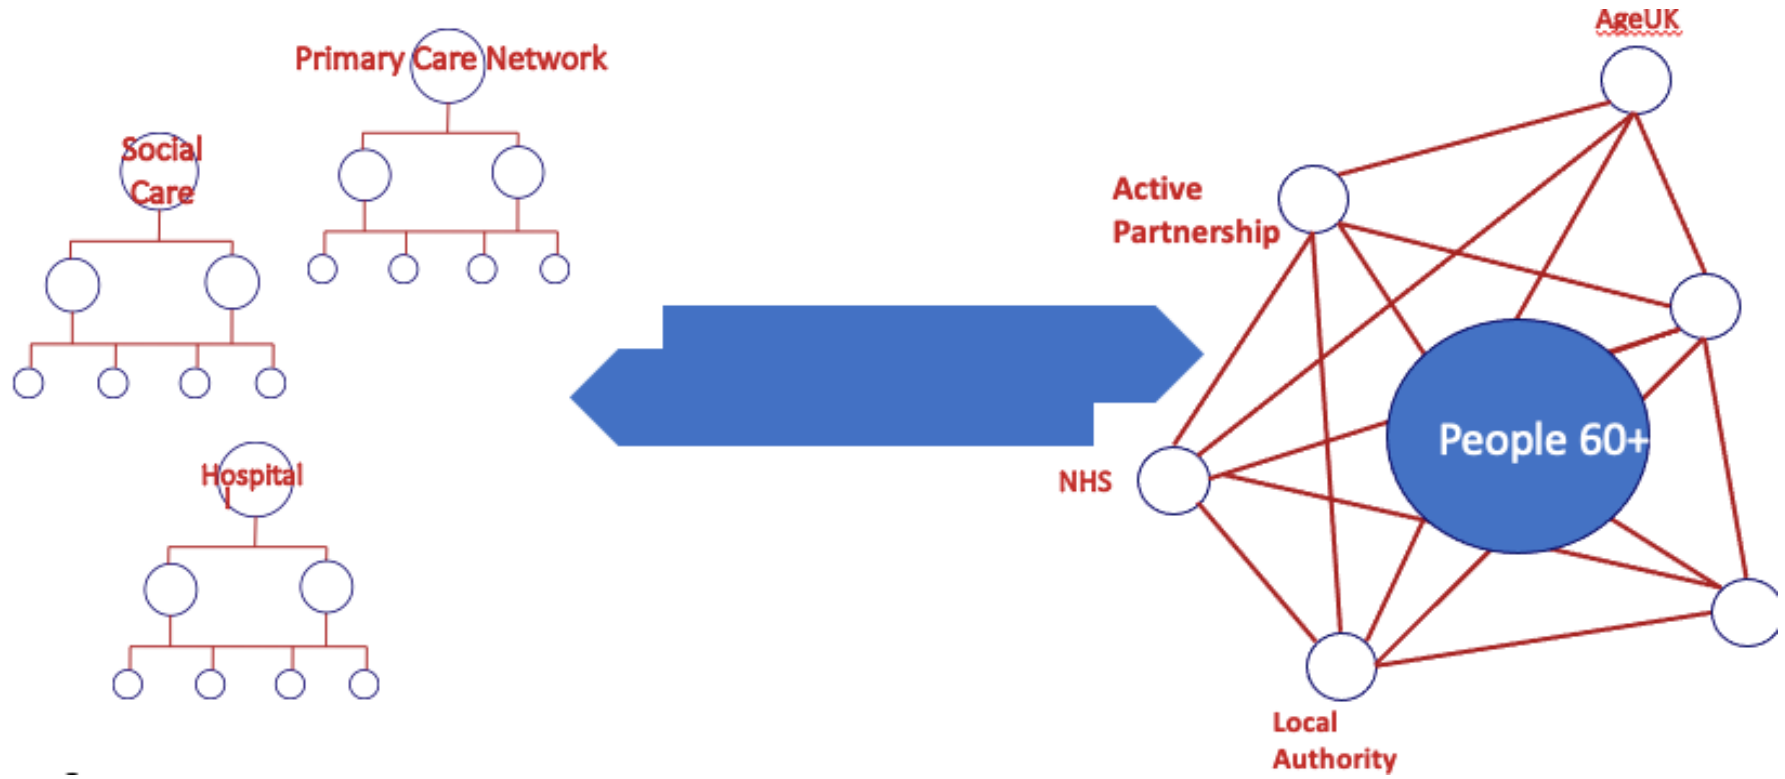 Primary Care Network
Social
Care
Hospital
l
AgeUK
Active
Partnership
People 60+
NHS
Local
Authority